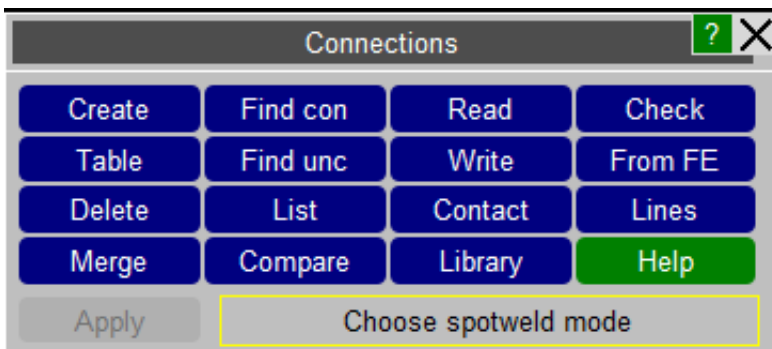 Connections ? X
Create Find con Read Check
Table Find unc Write From FE
Delete List Contact Lines
Merge Compare Library Help
Apply Choose spotweld mode